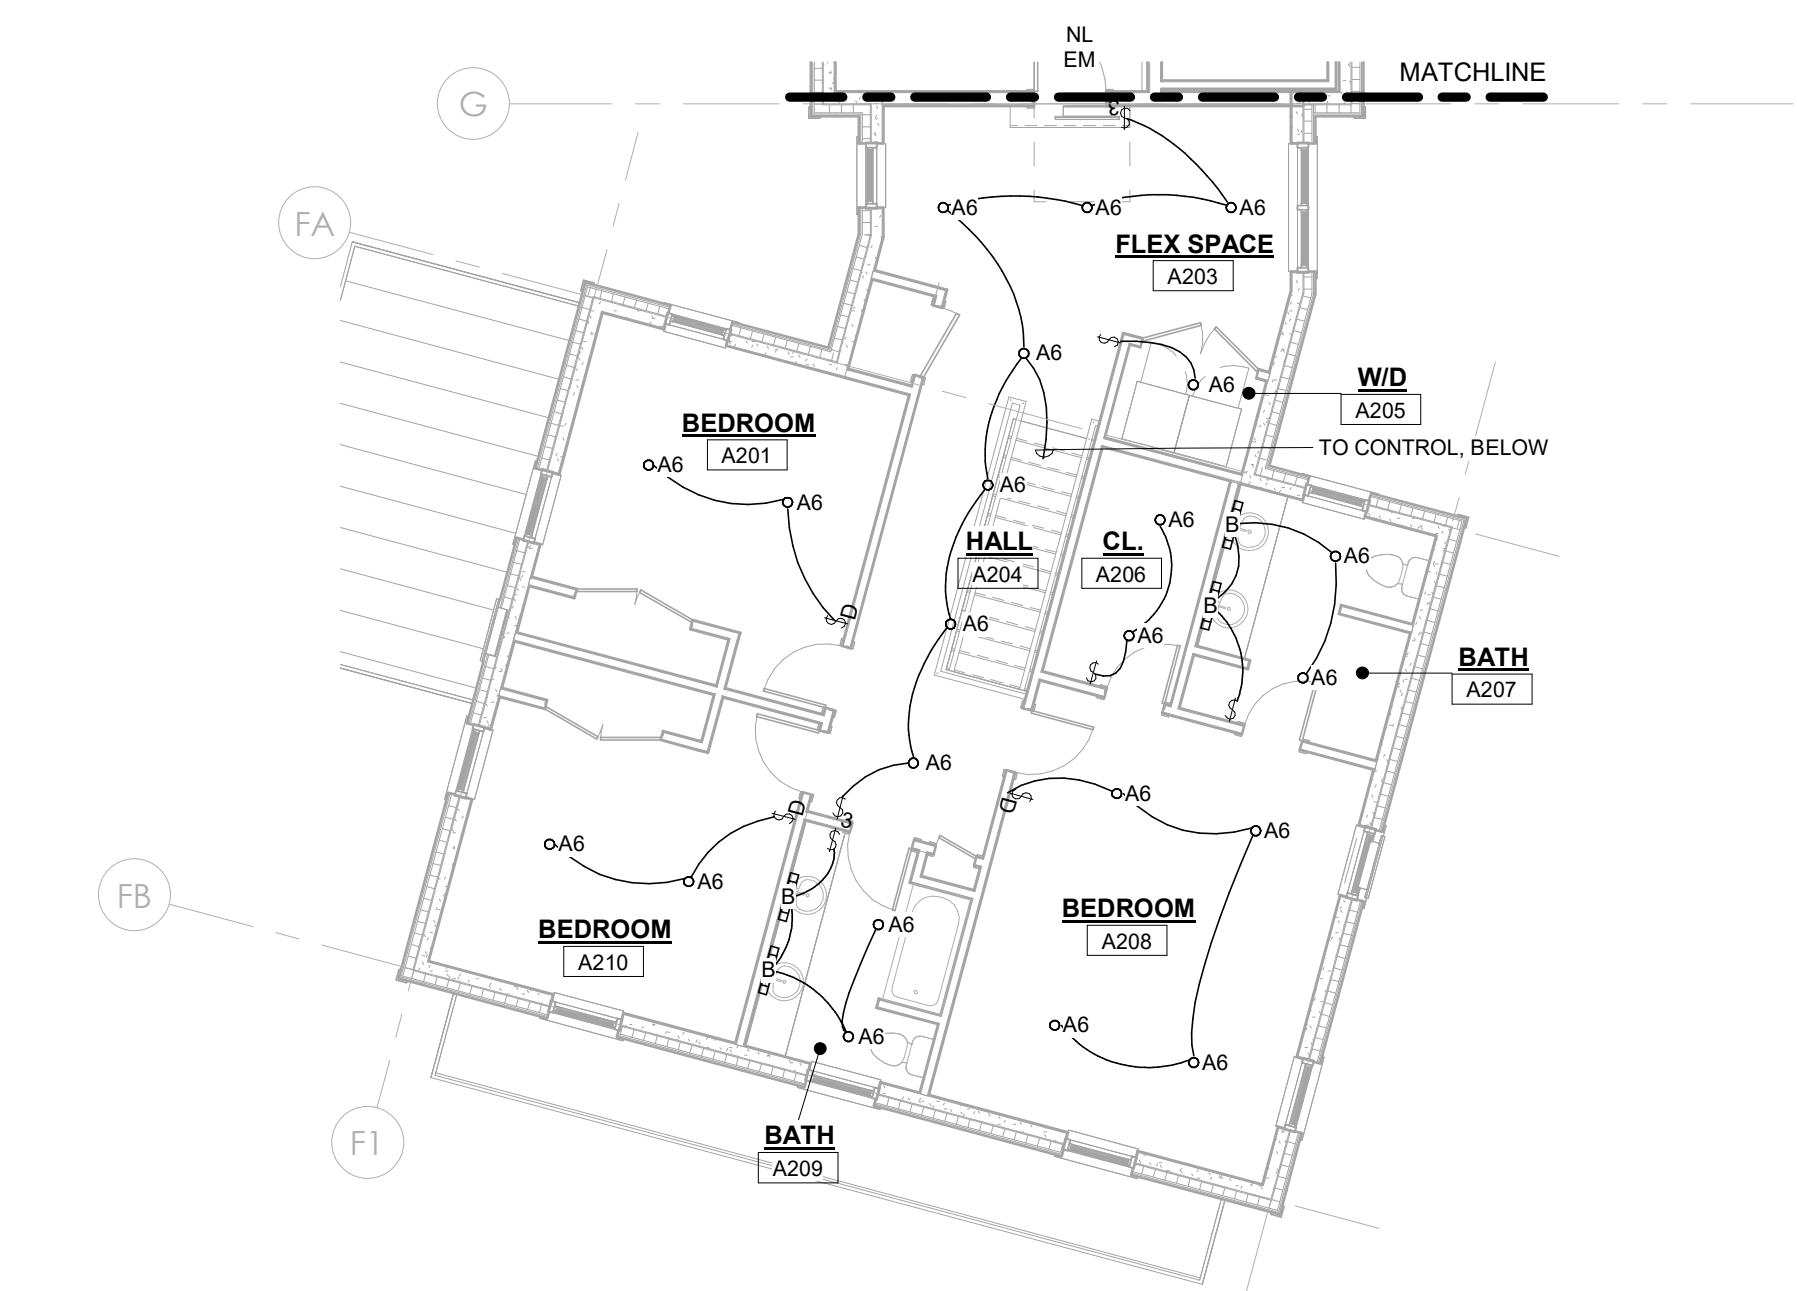 NL
EM
MATCHLINE
G
3
$
A6
A6
A6
FA
FLEX SPACE
A203
$
A6
A6
W/D
A205
BEDROOM
A201
TO CONTROL, BELOW
A6
A6
A6
A6
B
HALL
A204
CL.
A206
A6
B
D
$
A6
A6
BATH
A207
$
A6
$
A6
$
D
A6
D
$
$
3
$
A6
A6
A6
B
FB
BEDROOM
A208
A6
BEDROOM
A210
B
A6
A6
A6
F1
BATH
A209